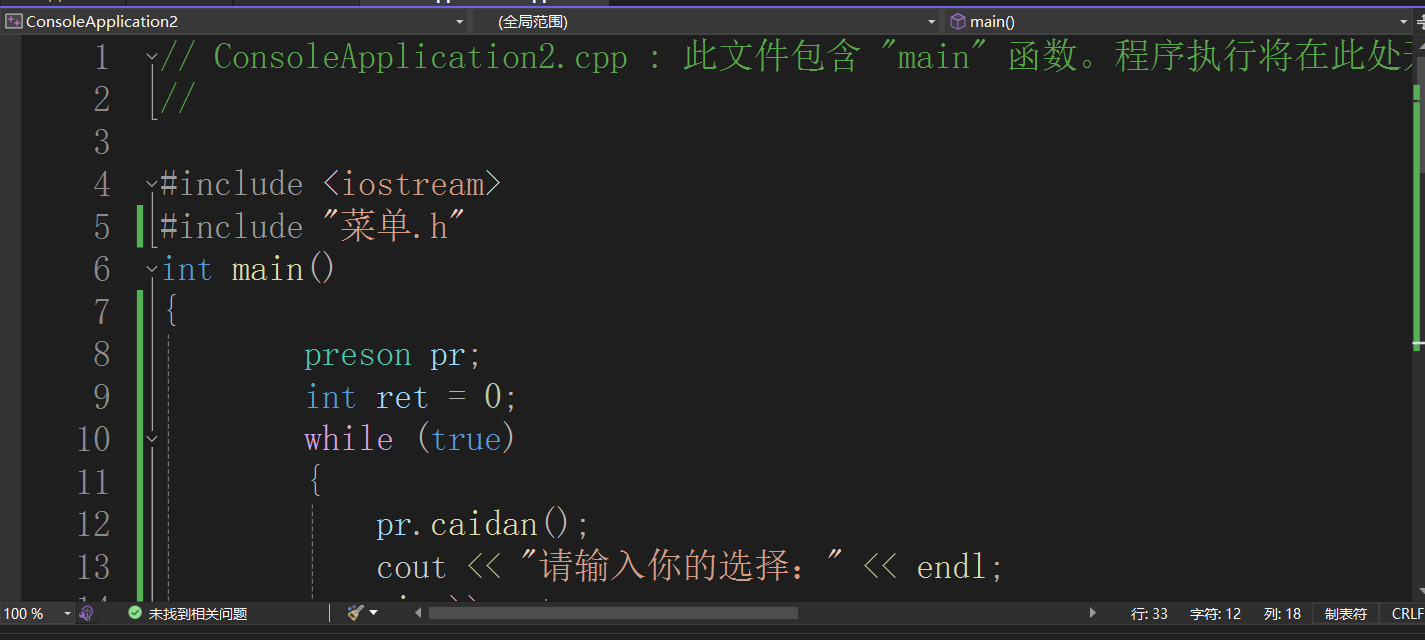 ConsoleApplication2 (全局范围) main()
1 // ConsoleApplication2.cpp : 此文件包含 "main" 函数。程序执行将在此处
2 //
3
4 #include <iostream>
5 #include "菜单.h"
6 int main()
7 {
8 preson pr;
9 int ret = 0;
10 while (true)
11 {
12 pr.caidan();
13 cout << "请输入你的选择：" << endl;
100 % 未找到相关问题 行: 33 字符: 12 列: 18 制表符 CRLF